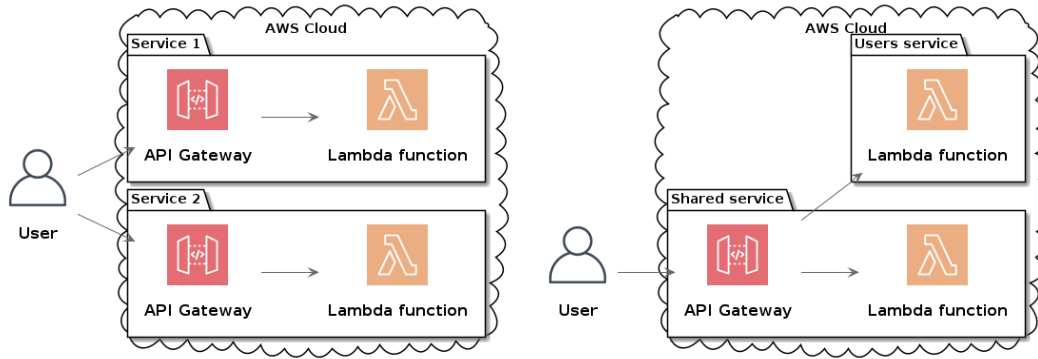 AWS Cloud
Service 1
</>
API Gateway
Lambda function
User
Service 2
</>
API Gateway
Lambda function
AWS Cloud
Users service
Lambda function
Shared service
</>
User
API Gateway
Lambda function